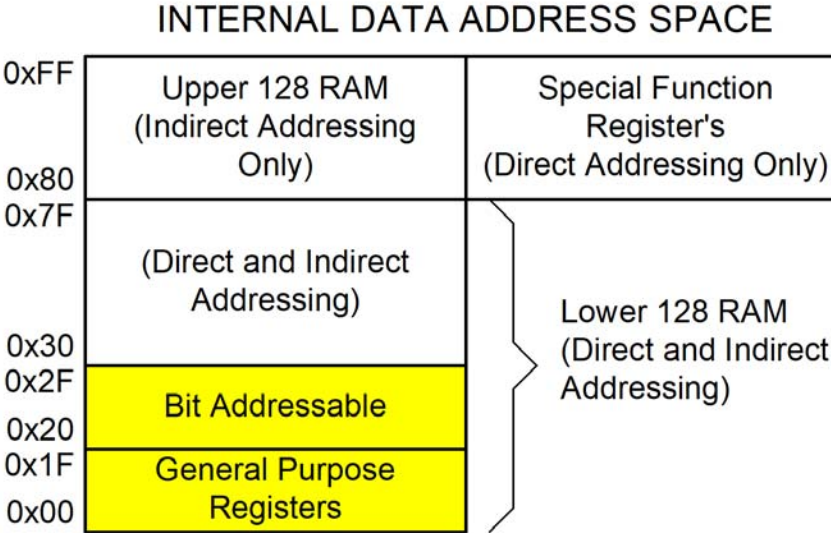 INTERNAL DATA ADDRESS SPACE
0xFF
Upper 128 RAM
(Indirect Addressing
Only)
0x80
Special Function
Register's
(Direct Addressing Only)
0x7F
(Direct and Indirect
Addressing)
0x30
Lower 128 RAM
(Direct and Indirect
Addressing)
0x2F
Bit Addressable
0x20
0x1F
General Purpose
Registers
0x00